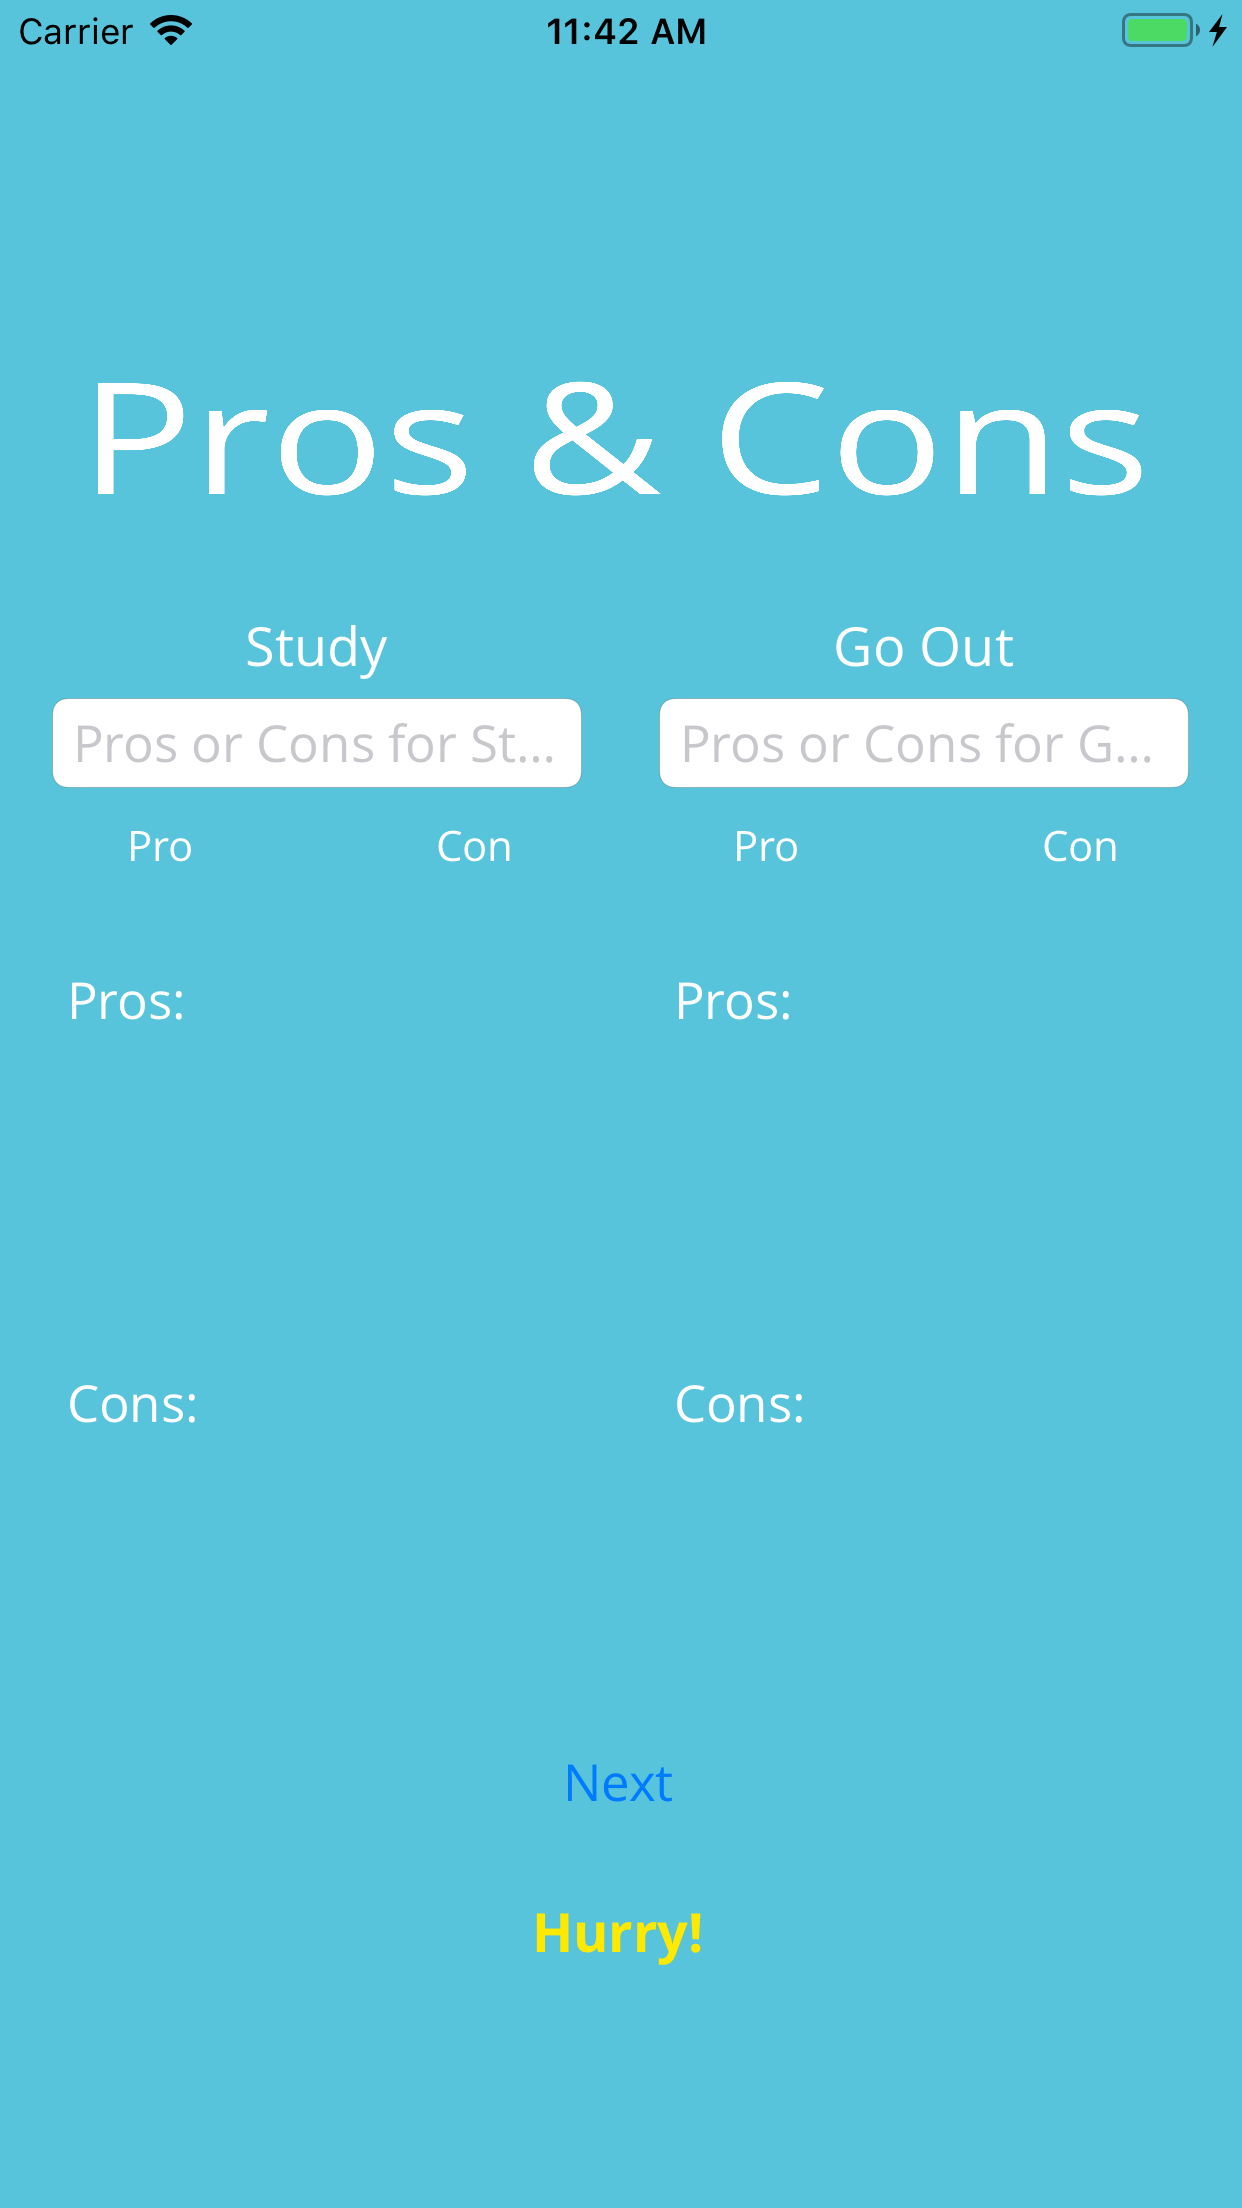 Carrier 11:42 AM
Pros & Cons
Study Go Out
Pros or Cons for St... Pros or Cons for G...
Pro Con Pro Con
Pros: Pros:
Cons: Cons:
Next
Hurry!